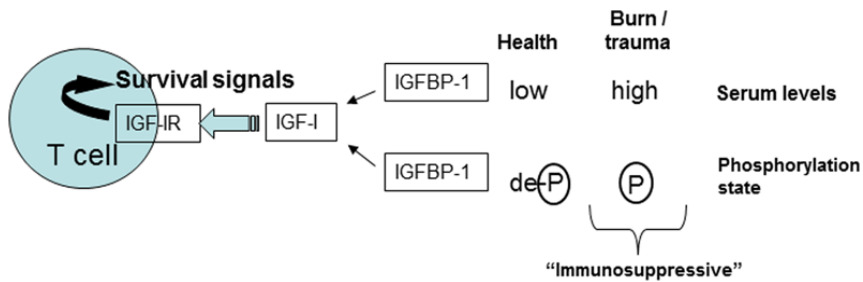 Burn /
Health trauma
Survival signals IGFBP-1 low high Serum levels
IGF-IR IGF-I
T cell
IGFBP-1 de-P P Phosphorylation
state
“Immunosuppressive”